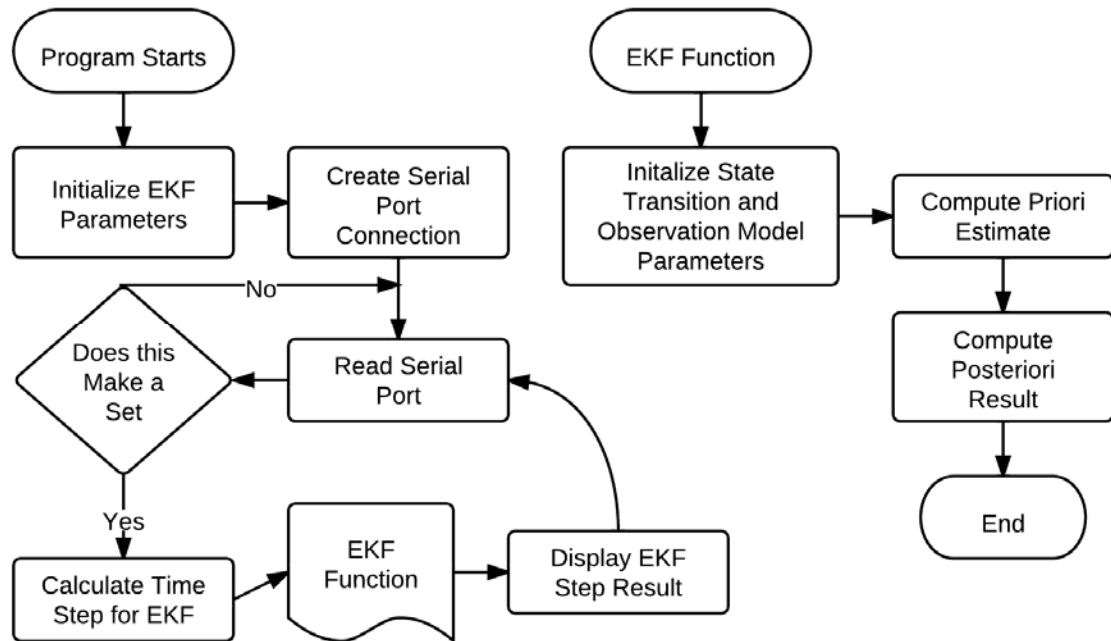 Program Starts
Initialize EKF
Parameters
Create Serial
Port
Connection
No
Does this
Make a
Set
Read Serial
Port
Yes
Calculate Time
Step for EKF
EKF
Function
Display EKF
Step Result
EKF Function
Initalize State
Transition and
Observation Model
Parameters
Compute Priori
Estimate
Compute
Posteriori
Result
End